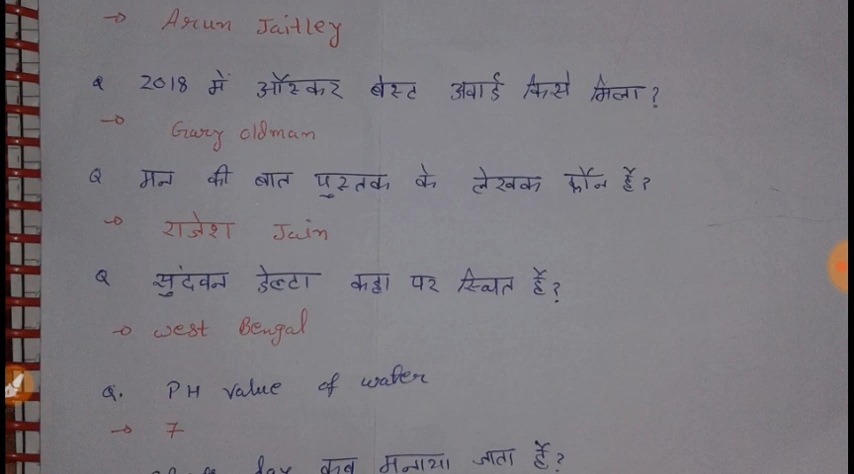 → Arun Jaitley
Q 2018 में ऑस्कर बेस्ट अवार्ड किसे मिला?
→ Gary oldman
Q मन की बात पुस्तक के लेखक कौन हैं?
→ राजेश Jain
Q सुंदवन डेल्टा कहा पर स्थित हैं?
→ west Bengal
Q. PH value of water
→ 7
day कब मनाया जाता हैं?